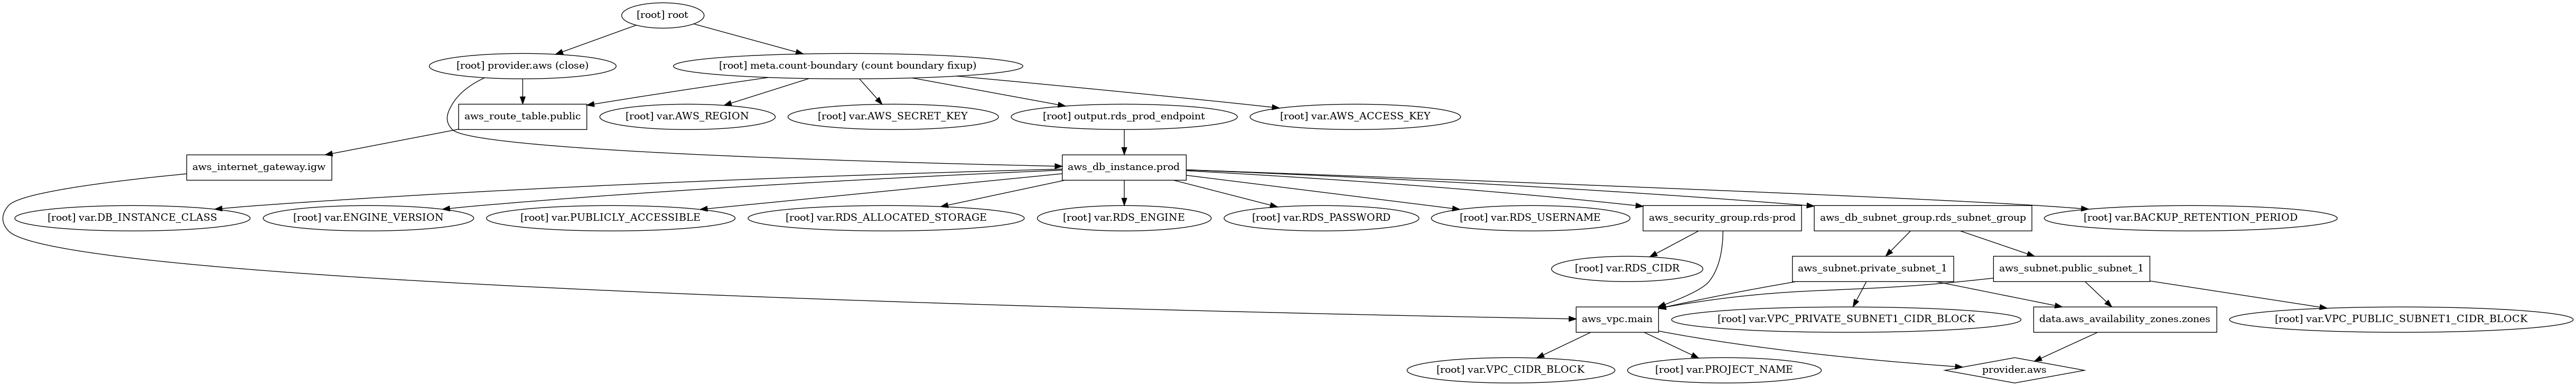 [root] root
[root] provider.aws (close)
[root] meta.count-boundary (count boundary fixup)
aws_route_table.public
[root] var.AWS_REGION
[root] var.AWS_SECRET_KEY
[root] output.rds_prod_endpoint
[root] var.AWS_ACCESS_KEY
aws_internet_gateway.igw
aws_db_instance.prod
[root] var.DB_INSTANCE_CLASS
[root] var.ENGINE_VERSION
[root] var.PUBLICLY_ACCESSIBLE
[root] var.RDS_ALLOCATED_STORAGE
[root] var.RDS_ENGINE
[root] var.RDS_PASSWORD
[root] var.RDS_USERNAME
aws_security_group.rds-prod
aws_db_subnet_group.rds_subnet_group
[root] var.BACKUP_RETENTION_PERIOD
[root] var.RDS_CIDR
aws_subnet.private_subnet_1
aws_subnet.public_subnet_1
aws_vpc.main
[root] var.VPC_PRIVATE_SUBNET1_CIDR_BLOCK
data.aws_availability_zones.zones
[root] var.VPC_PUBLIC_SUBNET1_CIDR_BLOCK
[root] var.VPC_CIDR_BLOCK
[root] var.PROJECT_NAME
provider.aws